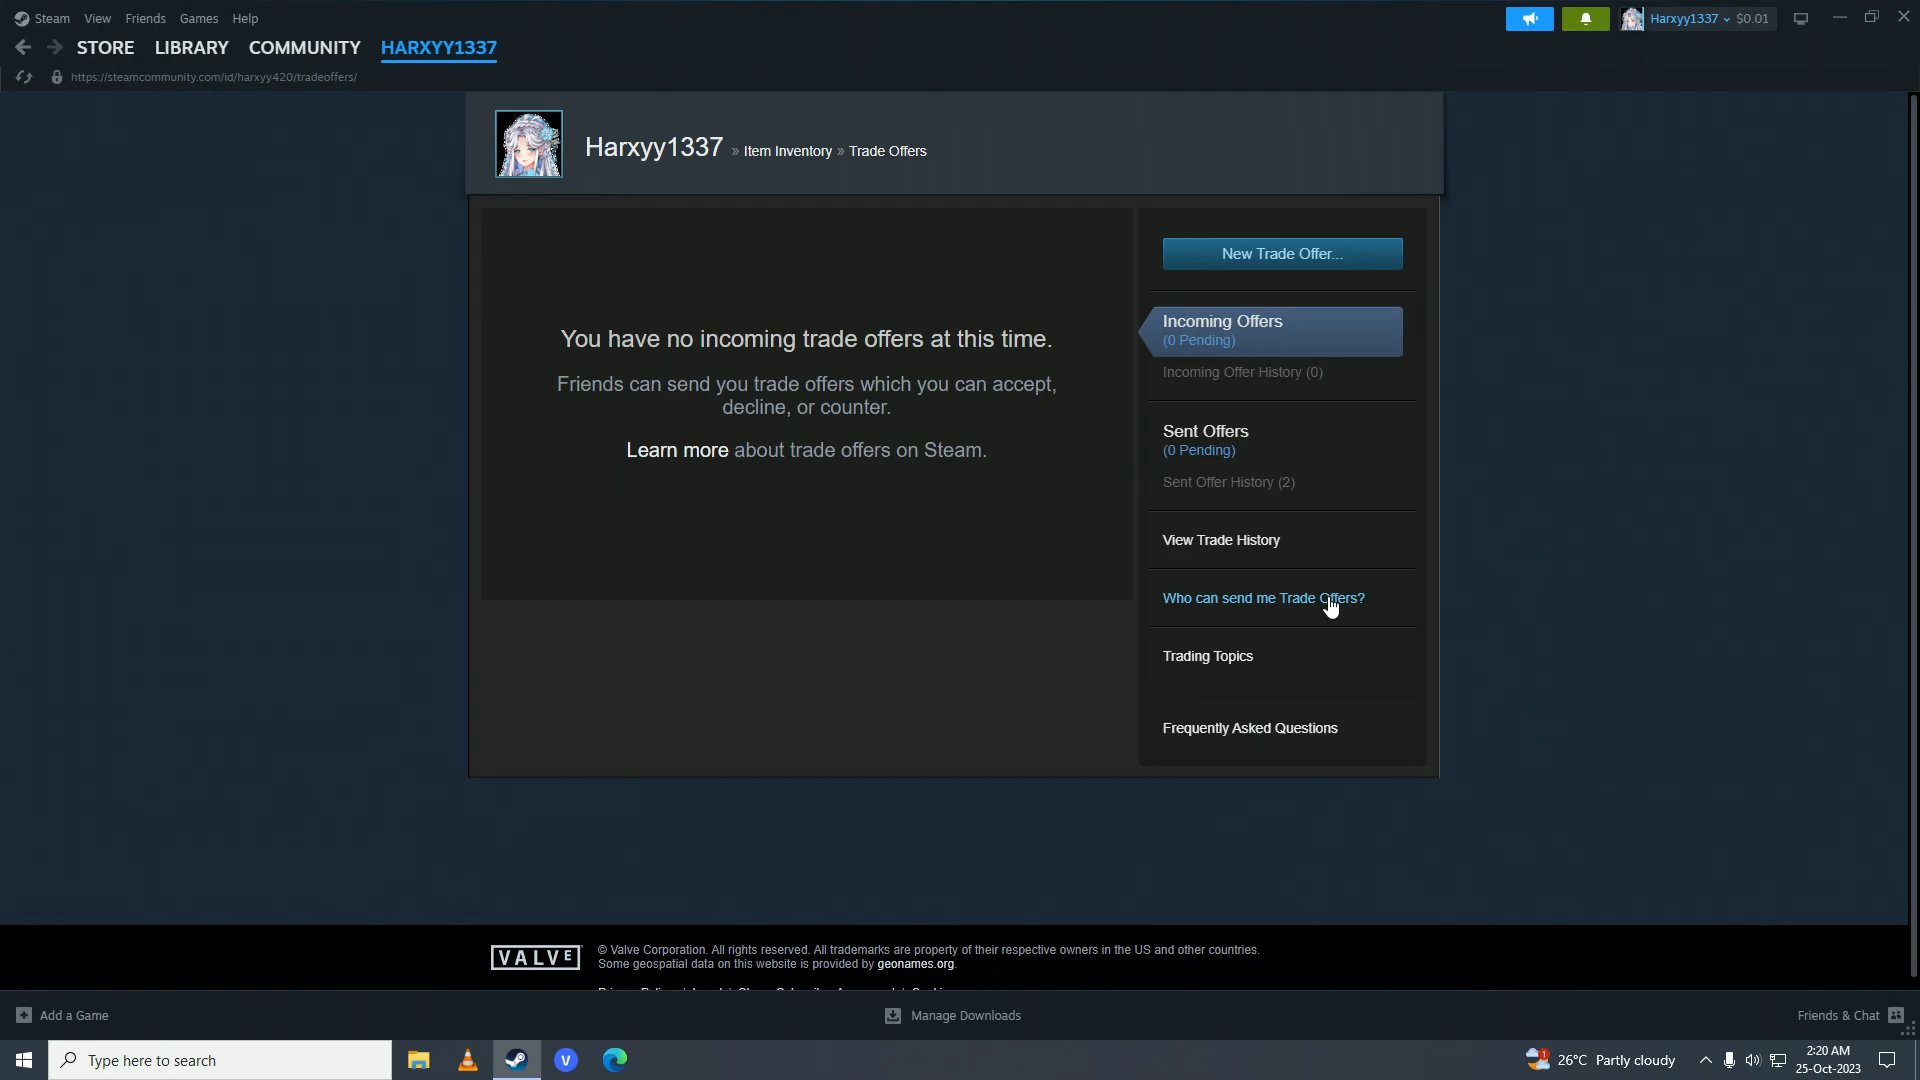 Steam View Friends Games Help
Harxyy1337 $0.01
STORE LIBRARY COMMUNITY HARXYY1337
https://steamcommunity.com/id/harxyy420/tradeoffers/
Harxyy1337 » Item Inventory » Trade Offers
You have no incoming trade offers at this time.
Friends can send you trade offers which you can accept,
decline, or counter.
Learn more about trade offers on Steam.
New Trade Offer...
Incoming Offers
(0 Pending)
Incoming Offer History (0)
Sent Offers
(0 Pending)
Sent Offer History (2)
View Trade History
Who can send me Trade Offers?
Trading Topics
Frequently Asked Questions
VALVE
© Valve Corporation. All rights reserved. All trademarks are property of their respective owners in the US and other countries.
Some geospatial data on this website is provided by geonames.org.
Add a Game
Manage Downloads
Friends & Chat
Type here to search
V
1
26°C Partly cloudy
2:20 AM
25-Oct-2023